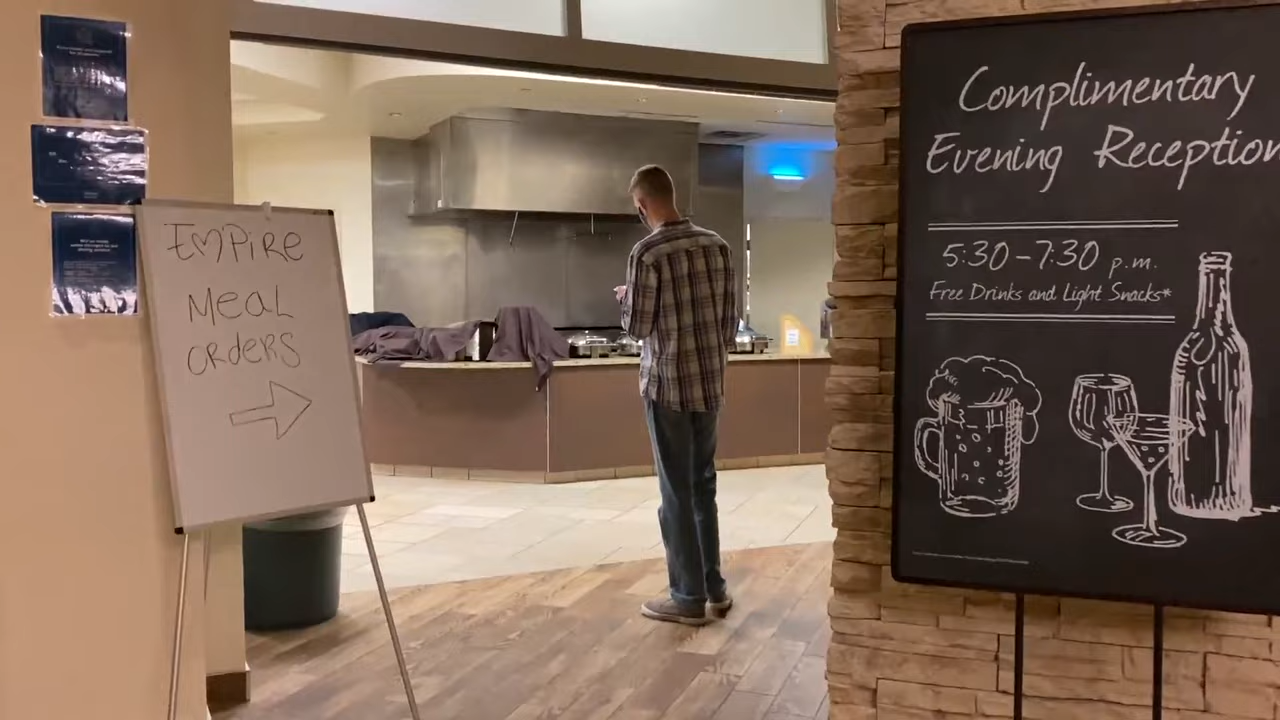 EMPIRE
MEAL
ORDERS
Complimentary
Evening Reception
5:30-7:30 p.m.
Free Drinks and Light Snacks*